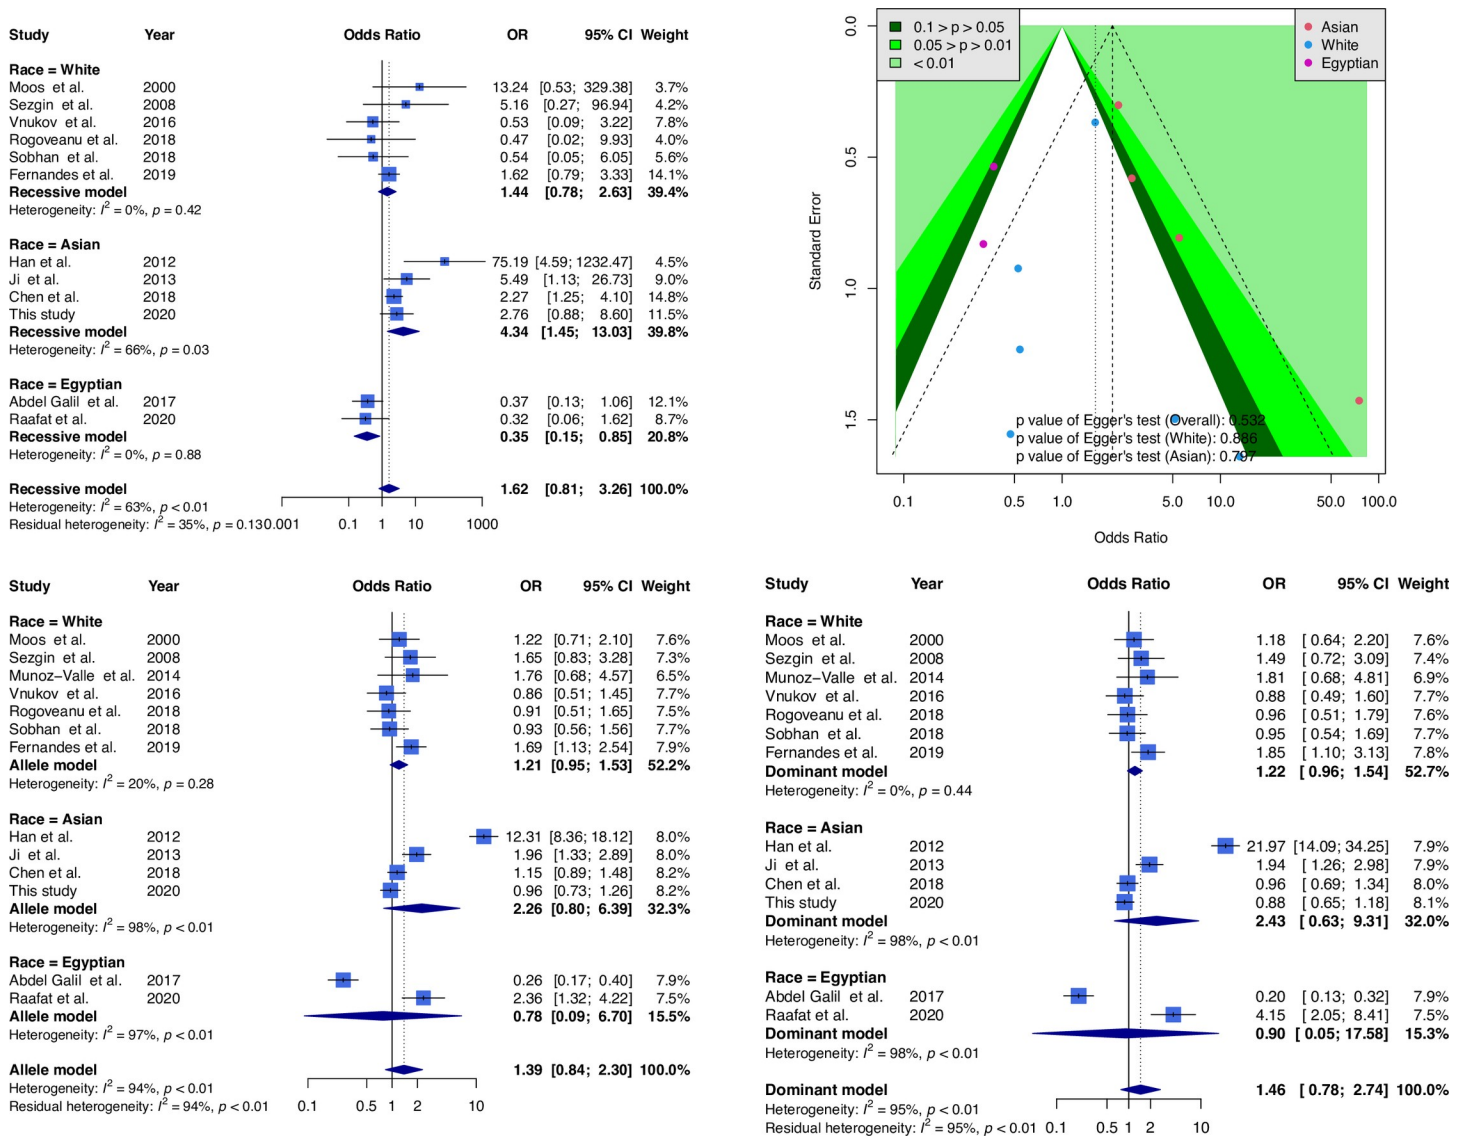 Study Year Odds Ratio OR 95% CI Weight
Race = White
Moos et al. 2000 13.24 [0.53; 329.38] 3.7%
Sezgin et al. 2008 5.16 [0.27; 96.94] 4.2%
Vnukov et al. 2016 0.53 [0.09; 3.22] 7.8%
Rogoveanu et al. 2018 0.47 [0.02; 9.93] 4.0%
Sobhan et al. 2018 0.54 [0.05; 6.05] 5.6%
Fernandes et al. 2019 1.62 [0.79; 3.33] 14.1%
Recessive model 1.44 [0.78; 2.63] 39.4%
Heterogeneity: I² = 0%, p = 0.42
Race = Asian
Han et al. 2012 75.19 [4.59; 1232.47] 4.5%
Ji et al. 2013 5.49 [1.13; 26.73] 9.0%
Chen et al. 2018 2.27 [1.25; 4.10] 14.8%
This study 2020 2.76 [0.88; 8.60] 11.5%
Recessive model 4.34 [1.45; 13.03] 39.8%
Heterogeneity: I² = 66%, p = 0.03
Race = Egyptian
Abdel Galil et al. 2017 0.37 [0.13; 1.06] 12.1%
Raafat et al. 2020 0.32 [0.06; 1.62] 8.7%
Recessive model 0.35 [0.15; 0.85] 20.8%
Heterogeneity: I² = 0%, p = 0.88
Recessive model 1.62 [0.81; 3.26] 100.0%
Heterogeneity: I² = 63%, p < 0.01
Residual heterogeneity: I² = 35%, p = 0.13 0.001 0.1 1 10 1000
0.1 > p > 0.05
0.05 > p > 0.01
< 0.01
Asian
White
Egyptian
Standard Error
0.0
0.5
1.0
1.5
p value of Egger's test (Overall): 0.532
p value of Egger's test (White): 0.886
p value of Egger's test (Asian): 0.797
0.1 0.5 1.0 5.0 10.0 50.0 100.0
Odds Ratio
Study Year Odds Ratio OR 95% CI Weight
Race = White
Moos et al. 2000 1.22 [0.71; 2.10] 7.6%
Sezgin et al. 2008 1.65 [0.83; 3.28] 7.3%
Munoz−Valle et al. 2014 1.76 [0.68; 4.57] 6.5%
Vnukov et al. 2016 0.86 [0.51; 1.45] 7.7%
Rogoveanu et al. 2018 0.91 [0.51; 1.65] 7.5%
Sobhan et al. 2018 0.93 [0.56; 1.56] 7.7%
Fernandes et al. 2019 1.69 [1.13; 2.54] 7.9%
Allele model 1.21 [0.95; 1.53] 52.2%
Heterogeneity: I² = 20%, p = 0.28
Race = Asian
Han et al. 2012 12.31 [8.36; 18.12] 8.0%
Ji et al. 2013 1.96 [1.33; 2.89] 8.0%
Chen et al. 2018 1.15 [0.89; 1.48] 8.2%
This study 2020 0.96 [0.73; 1.26] 8.2%
Allele model 2.26 [0.80; 6.39] 32.3%
Heterogeneity: I² = 98%, p < 0.01
Race = Egyptian
Abdel Galil et al. 2017 0.26 [0.17; 0.40] 7.9%
Raafat et al. 2020 2.36 [1.32; 4.22] 7.5%
Allele model 0.78 [0.09; 6.70] 15.5%
Heterogeneity: I² = 97%, p < 0.01
Allele model 1.39 [0.84; 2.30] 100.0%
Heterogeneity: I² = 94%, p < 0.01
Residual heterogeneity: I² = 94%, p < 0.01 0.1 0.5 1 2 10
Study Year Odds Ratio OR 95% CI Weight
Race = White
Moos et al. 2000 1.18 [ 0.64; 2.20] 7.6%
Sezgin et al. 2008 1.49 [ 0.72; 3.09] 7.4%
Munoz−Valle et al. 2014 1.81 [ 0.68; 4.81] 6.9%
Vnukov et al. 2016 0.88 [ 0.49; 1.60] 7.7%
Rogoveanu et al. 2018 0.96 [ 0.51; 1.79] 7.6%
Sobhan et al. 2018 0.95 [ 0.54; 1.69] 7.7%
Fernandes et al. 2019 1.85 [ 1.10; 3.13] 7.8%
Dominant model 1.22 [ 0.96; 1.54] 52.7%
Heterogeneity: I² = 0%, p = 0.44
Race = Asian
Han et al. 2012 21.97 [14.09; 34.25] 7.9%
Ji et al. 2013 1.94 [ 1.26; 2.98] 7.9%
Chen et al. 2018 0.96 [ 0.69; 1.34] 8.0%
This study 2020 0.88 [ 0.65; 1.18] 8.1%
Dominant model 2.43 [ 0.63; 9.31] 32.0%
Heterogeneity: I² = 98%, p < 0.01
Race = Egyptian
Abdel Galil et al. 2017 0.20 [ 0.13; 0.32] 7.9%
Raafat et al. 2020 4.15 [ 2.05; 8.41] 7.5%
Dominant model 0.90 [ 0.05; 17.58] 15.3%
Heterogeneity: I² = 98%, p < 0.01
Dominant model 1.46 [ 0.78; 2.74] 100.0%
Heterogeneity: I² = 95%, p < 0.01
Residual heterogeneity: I² = 95%, p < 0.01 0.1 0.5 1 2 10